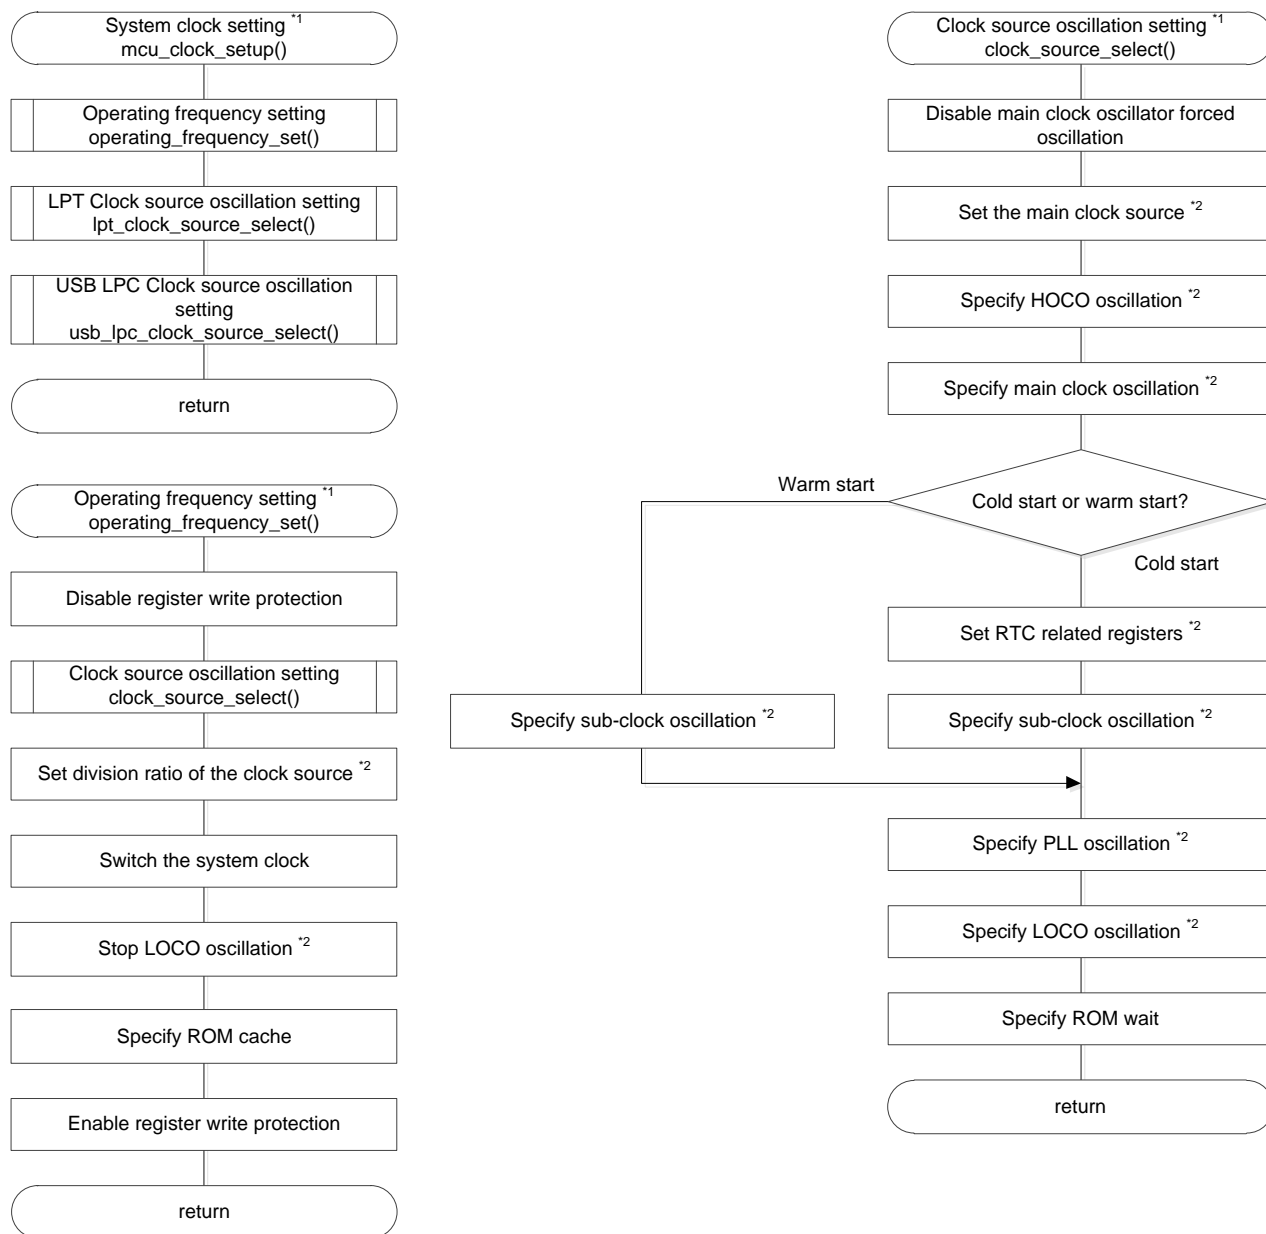 System clock setting *1
mcu_clock_setup()
Operating frequency setting
operating_frequency_set()
LPT Clock source oscillation setting
lpt_clock_source_select()
USB LPC Clock source oscillation
setting
usb_lpc_clock_source_select()
return
Operating frequency setting *1
operating_frequency_set()
Disable register write protection
Clock source oscillation setting
clock_source_select()
Set division ratio of the clock source *2
Switch the system clock
Stop LOCO oscillation *2
Specify ROM cache
Enable register write protection
return
Clock source oscillation setting *1
clock_source_select()
Disable main clock oscillator forced
oscillation
Set the main clock source *2
Specify HOCO oscillation *2
Specify main clock oscillation *2
Cold start or warm start?
Warm start
Cold start
Set RTC related registers *2
Specify sub-clock oscillation *2
Specify sub-clock oscillation *2
Specify PLL oscillation *2
Specify LOCO oscillation *2
Specify ROM wait
return